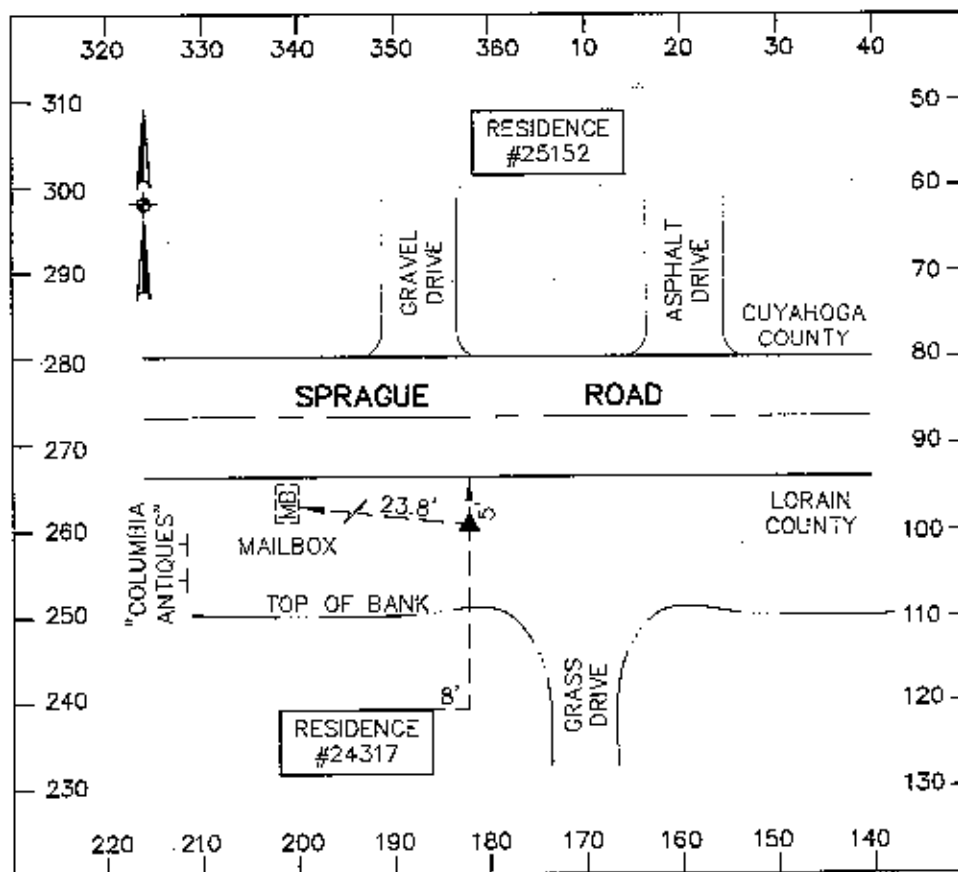 320 330 340 350 360 10 20 30 40
310
300
290
280
270
260
250
240
230
50
60
70
80
90
100
110
120
130
RESIDENCE
#25152
GRAVEL
DRIVE
ASPHALT
DRIVE
CUYAHOGA
COUNTY
SPRAGUE ROAD
MB
23.8'
5'
LORAIN
COUNTY
"COLUMBIA
ANTIQUES"
MAILBOX
TOP OF BANK
8'
GRASS
DRIVE
RESIDENCE
#24317
220 210 200 190 180 170 160 150 140